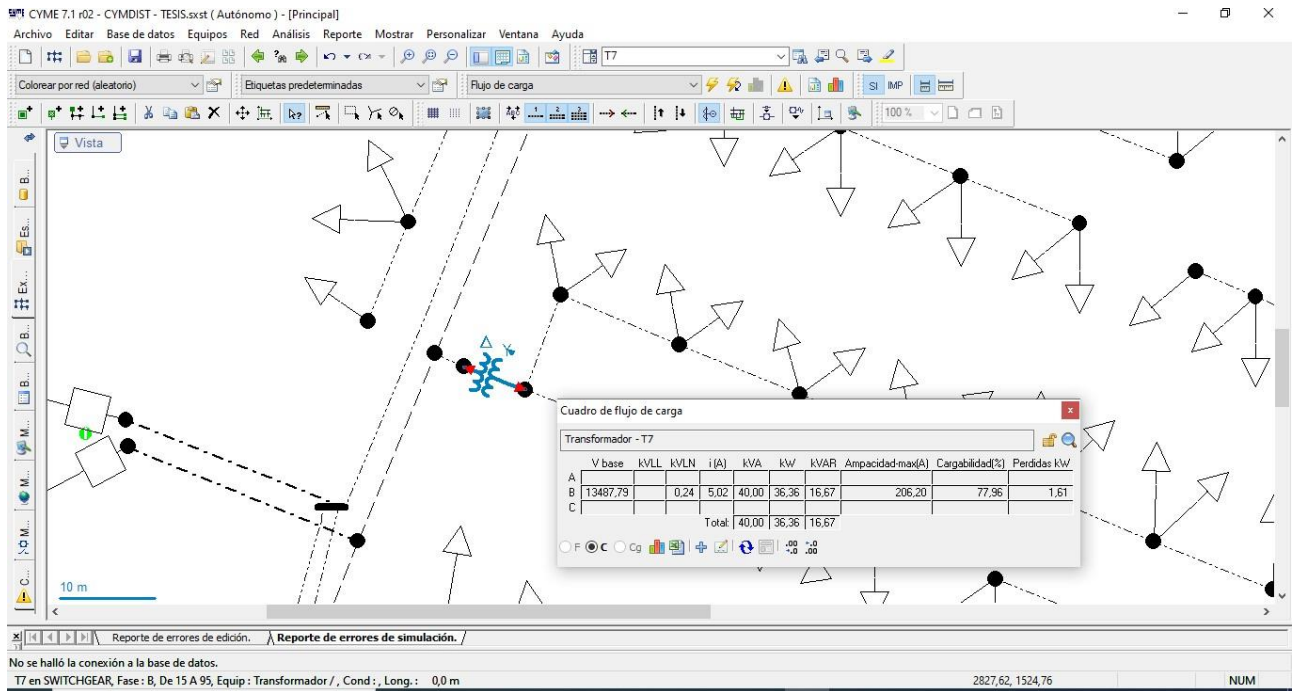 CYME 7.1 r02 - CYMDIST - TESIS.sxst ( Autónomo ) - [Principal]
Archivo Editar Base de datos Equipos Red Análisis Reporte Mostrar Personalizar Ventana Ayuda
T7
Colorear por red (aleatorio) Etiquetas predeterminadas Flujo de carga SI IMP
100 %
Vista
B...
Es...
Ex...
B...
B...
M...
M...
M...
C...
Δ Y
Cuadro de flujo de carga
Transformador - T7
V base kVLL kVLN i (A) kVA kW kVAR Ampacidad-max(A) Cargabilidad(%) Perdidas kW
A
B 13487,79 0,24 5,02 40,00 36,36 16,67 206,20 77,96 1,61
C
Total: 40,00 36,36 16,67
F C Cg
10 m
Reporte de errores de edición. Reporte de errores de simulación.
No se halló la conexión a la base de datos.
T7 en SWITCHGEAR, Fase : B, De 15 A 95, Equip : Transformador / , Cond : , Long. : 0,0 m 2827,62, 1524,76 NUM